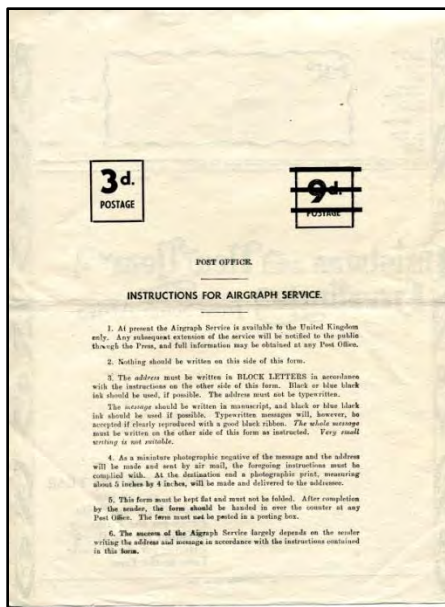 3d.
POSTAGE
9d.
POSTAGE
POST OFFICE.
INSTRUCTIONS FOR AIRGRAPH SERVICE.
1. At present the Airgraph Service is available to the United Kingdom
only. Any subsequent extension of the service will be notified to the public
through the Press, and full information may be obtained at any Post Office.
2. Nothing should be written on this side of this form.
3. The address must be written in BLOCK LETTERS in accordance
with the instructions on the other side of this form. Black or blue black
ink should be used, if possible. The address must not be typewritten.
The message should be written in manuscript, and black or blue black
ink should be used if possible. Typewritten messages will, however, be
accepted if clearly reproduced with a good black ribbon. The whole message
must be written on the other side of this form as instructed. Very small
writing is not suitable.
4. As a miniature photographic negative of the message and the address
will be made and sent by air mail, the foregoing instructions must be
complied with. At the destination end a photographic print, measuring
about 5 inches by 4 inches, will be made and delivered to the addressee.
5. This form must be kept flat and must not be folded. After completion
by the sender, the form should be handed in over the counter at any
Post Office. The form must not be posted in a posting box.
6. The success of the Airgraph Service largely depends on the sender
writing the address and message in accordance with the instructions contained
in this form.